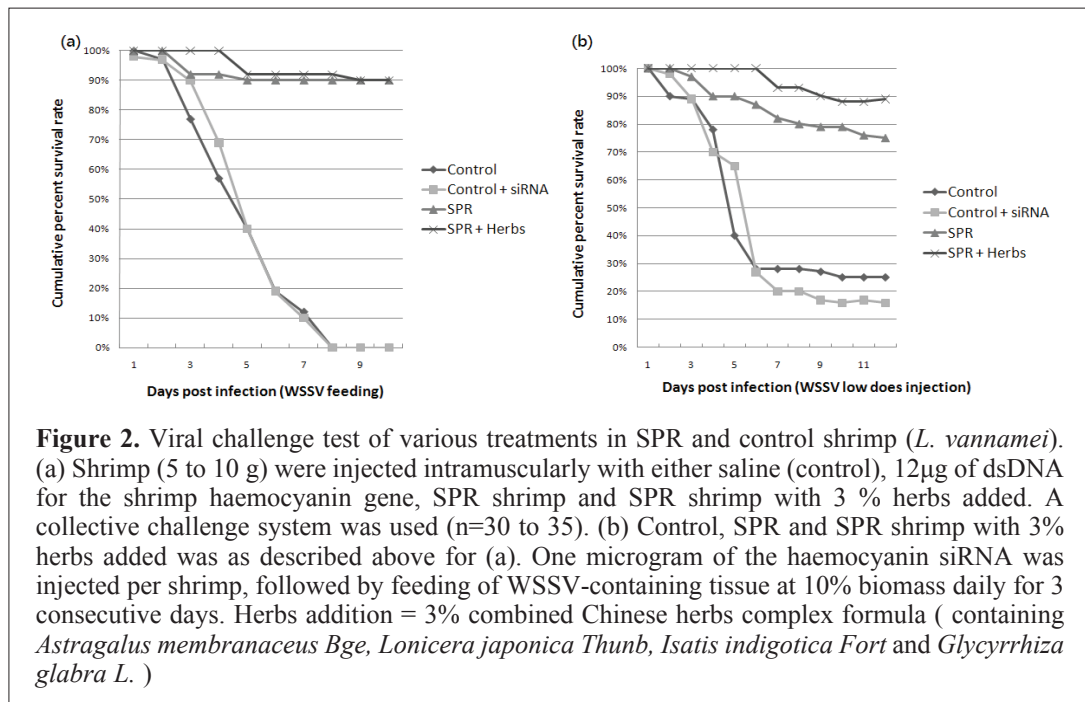 (a)
100%
90%
80%
70%
60%
50%
40%
30%
20%
10%
0%
Cumulative percent survival rate
1
3
5
7
9
Days post infection (WSSV feeding)
Control
Control + siRNA
SPR
SPR + Herbs
(b)
100%
90%
80%
70%
60%
50%
40%
30%
20%
10%
0%
Cumulative percent survival rate
1
3
5
7
9
11
Days post infection (WSSV low does injection)
Control
Control + siRNA
SPR
SPR + Herbs
Figure 2. Viral challenge test of various treatments in SPR and control shrimp (L. vannamei).
(a) Shrimp (5 to 10 g) were injected intramuscularly with either saline (control), 12µg of dsDNA
for the shrimp haemocyanin gene, SPR shrimp and SPR shrimp with 3 % herbs added. A
collective challenge system was used (n=30 to 35). (b) Control, SPR and SPR shrimp with 3%
herbs added was as described above for (a). One microgram of the haemocyanin siRNA was
injected per shrimp, followed by feeding of WSSV-containing tissue at 10% biomass daily for 3
consecutive days. Herbs addition = 3% combined Chinese herbs complex formula ( containing
Astragalus membranaceus Bge, Lonicera japonica Thunb, Isatis indigotica Fort and Glycyrrhiza
glabra L. )